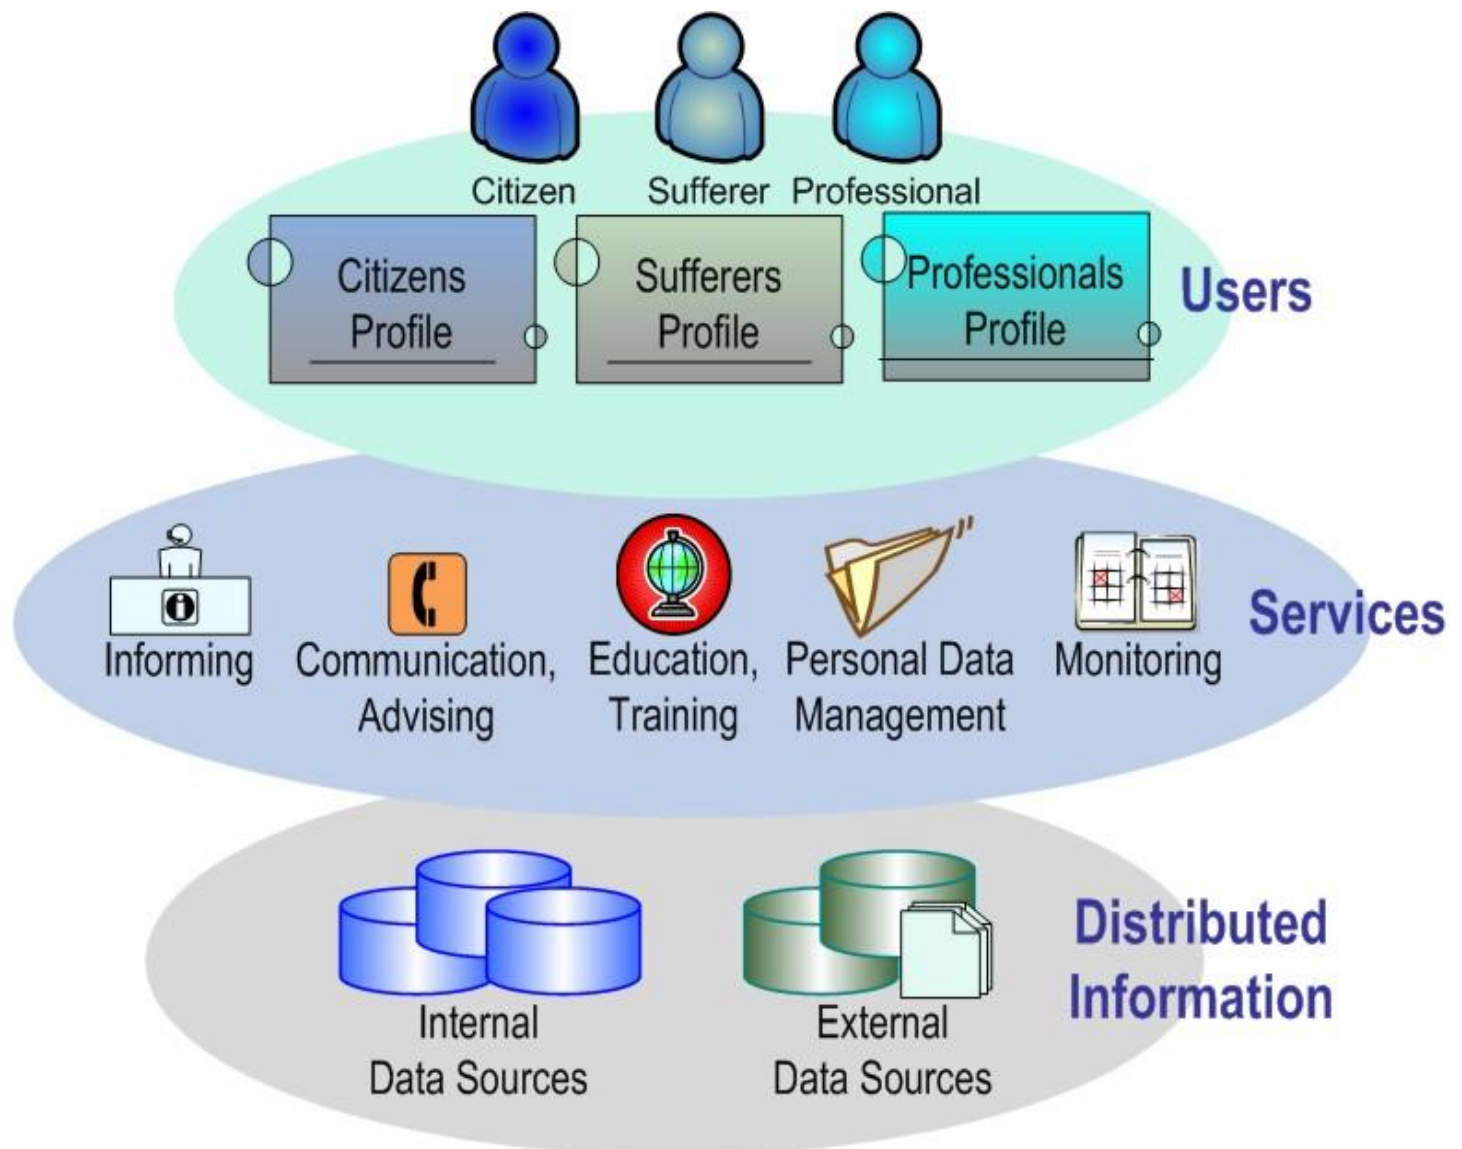 Citizen Sufferer Professional
Citizens
Profile
Sufferers
Profile
Professionals
Profile
Users
i
Informing
Communication,
Advising
Education,
Training
Personal Data
Management
Monitoring
Services
Internal
Data Sources
External
Data Sources
Distributed
Information